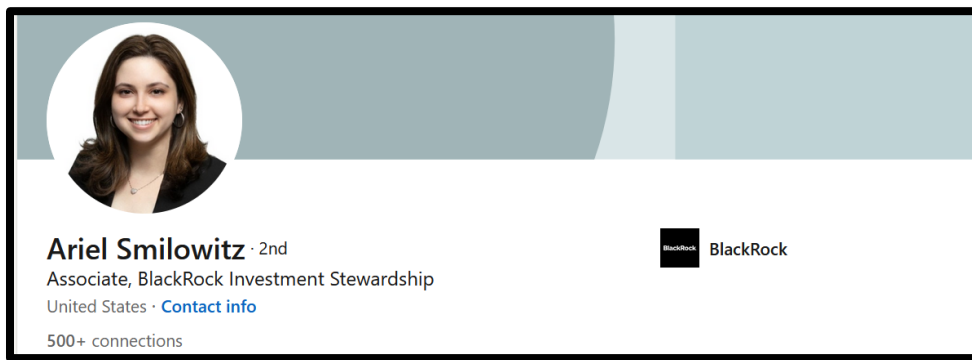 Ariel Smilowitz · 2nd
Associate, BlackRock Investment Stewardship
United States · Contact info
500+ connections
BlackRock
BlackRock